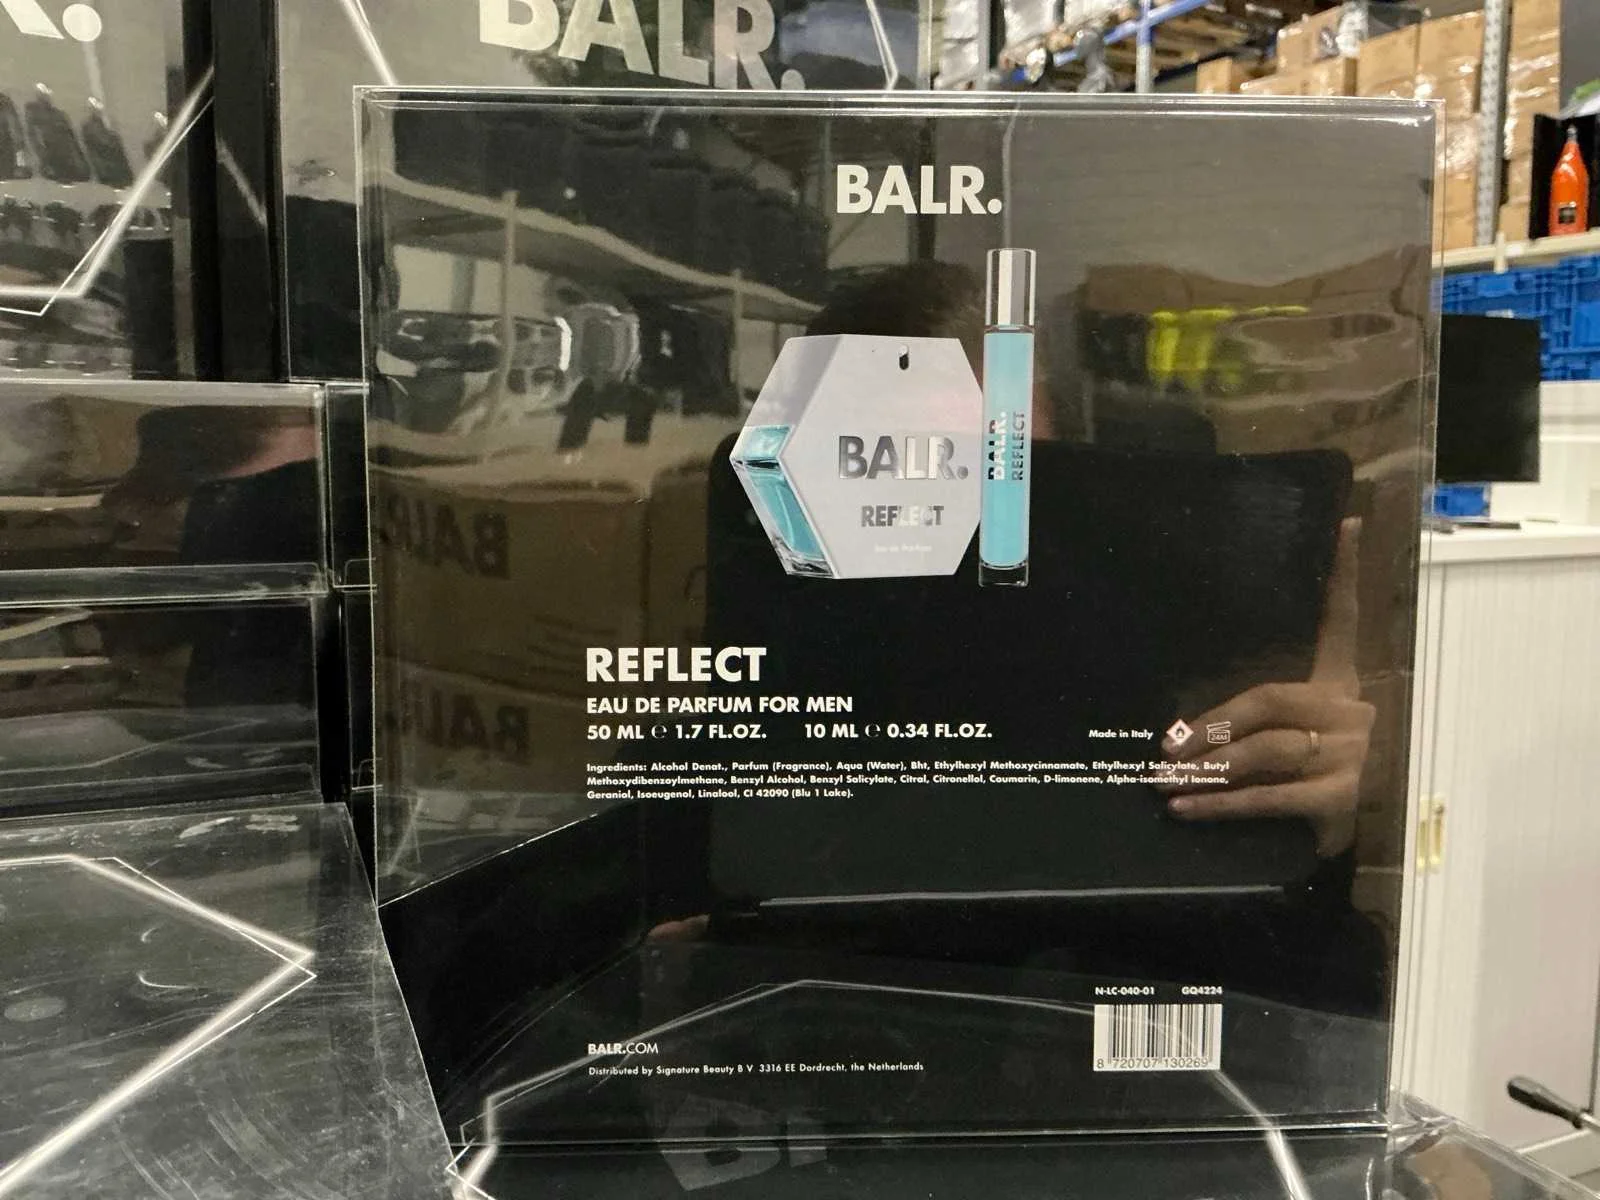 BALR.
BALR.
BALR.
REFLECT
Eau de Parfum
BALR.
REFLECT
REFLECT
EAU DE PARFUM FOR MEN
50 ML ℮ 1.7 FL.OZ. 10 ML ℮ 0.34 FL.OZ.
Made in Italy
24M
Ingredients: Alcohol Denat., Parfum (Fragrance), Aqua (Water), Bht, Ethylhexyl Methoxycinnamate, Ethylhexyl Salicylate, Butyl
Methoxydibenzoylmethane, Benzyl Alcohol, Benzyl Salicylate, Citral, Citronellol, Coumarin, D-limonene, Alpha-isomethyl Ionone,
Geraniol, Isoeugenol, Linalool, CI 42090 (Blu 1 Lake).
N-LC-040-01 GQ4224
8 720707 130269
BALR.COM
Distributed by Signature Beauty B V 3316 EE Dordrecht, the Netherlands